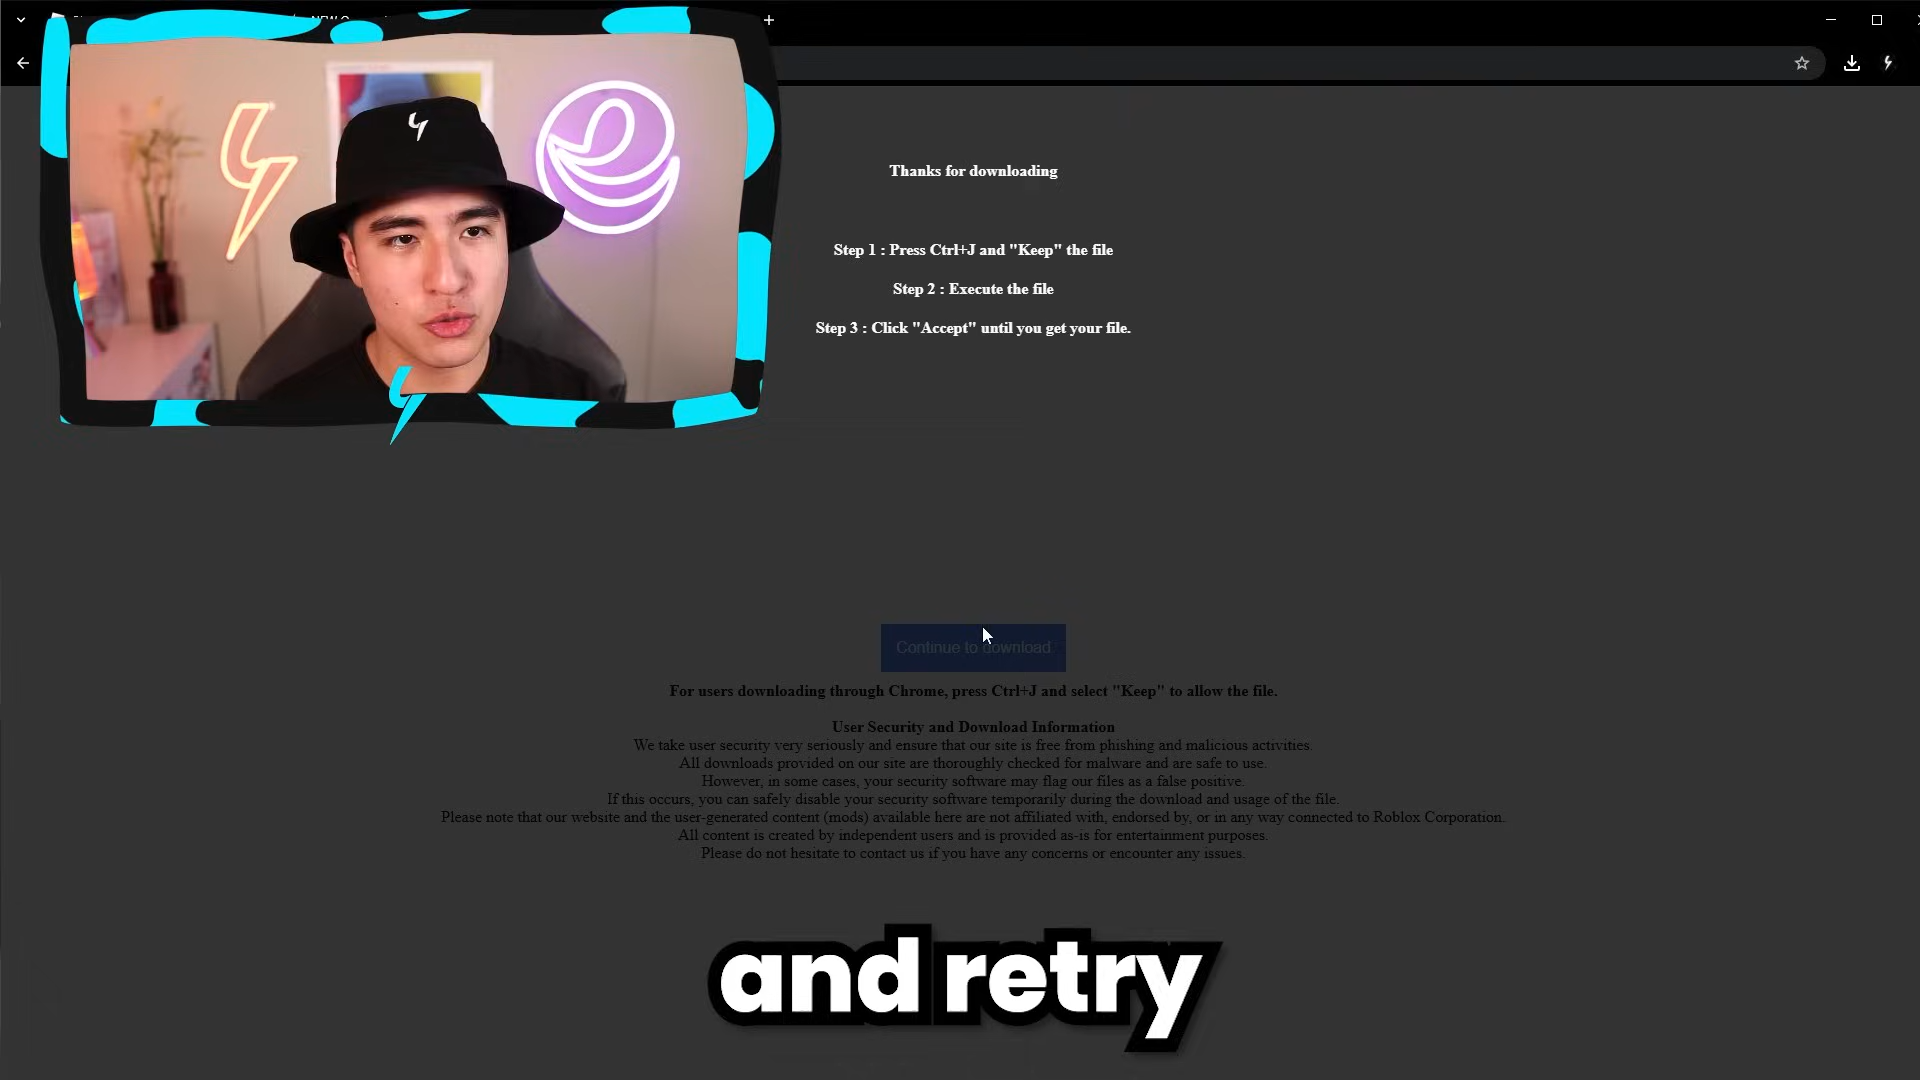 Thanks for downloading
Step 1 : Press Ctrl+J and "Keep" the file
Step 2 : Execute the file
Step 3 : Click "Accept" until you get your file.
Continue to download.
For users downloading through Chrome, press Ctrl+J and select "Keep" to allow the file.
User Security and Download Information
We take user security very seriously and ensure that our site is free from phishing and malicious activities.
All downloads provided on our site are thoroughly checked for malware and are safe to use.
However, in some cases, your security software may flag our files as a false positive.
If this occurs, you can safely disable your security software temporarily during the download and usage of the file.
Please note that our website and the user-generated content (mods) available here are not affiliated with, endorsed by, or in any way connected to Roblox Corporation.
All content is created by independent users and is provided as-is for entertainment purposes.
Please do not hesitate to contact us if you have any concerns or encounter any issues.
and retry